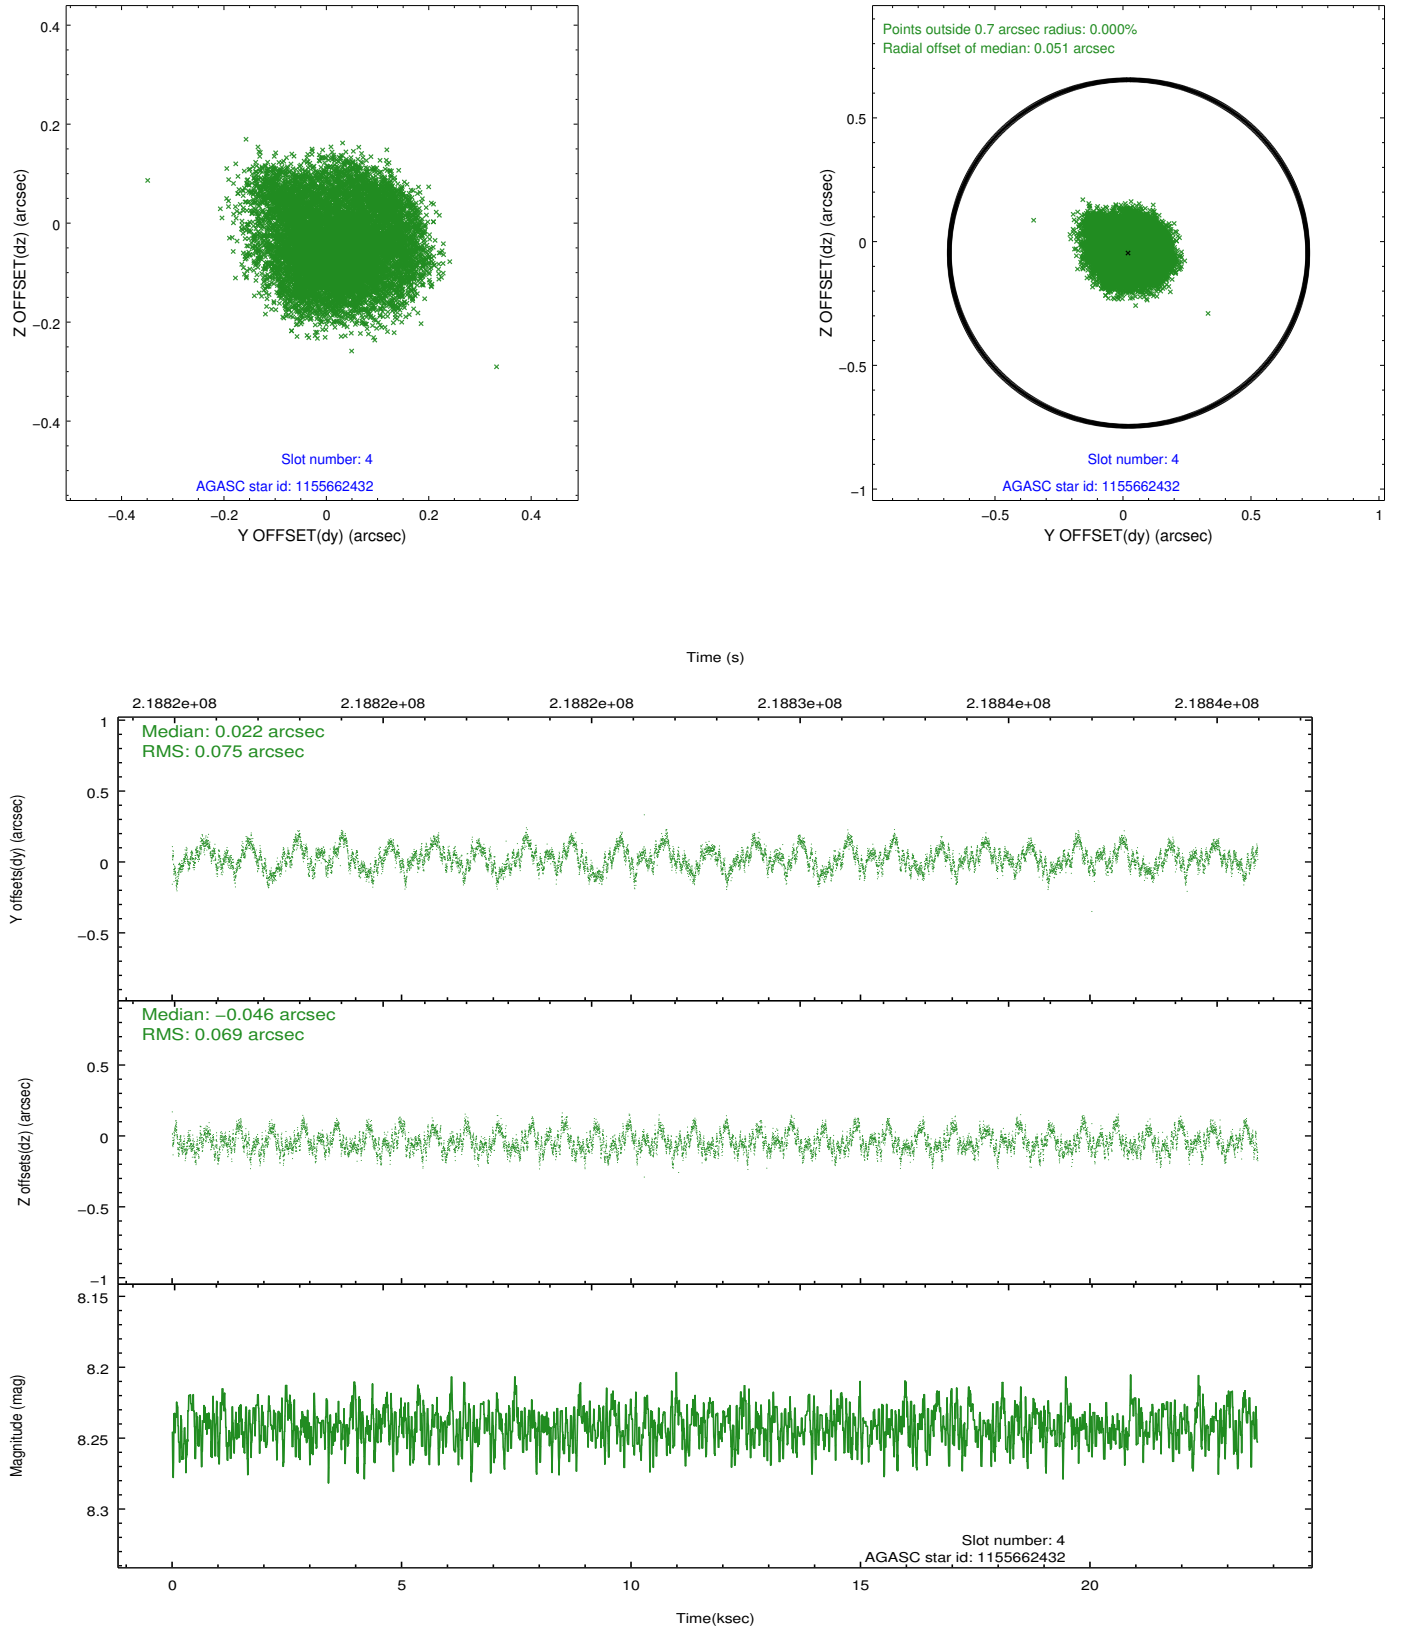 0.4
0.2
0
−0.2
−0.4
Z OFFSET(dz) (arcsec)
Slot number: 4
AGASC star id: 1155662432
−0.4
−0.2
0
0.2
0.4
Y OFFSET(dy) (arcsec)
Points outside 0.7 arcsec radius: 0.000%
Radial offset of median: 0.051 arcsec
0.5
0
−0.5
−1
Z OFFSET(dz) (arcsec)
Slot number: 4
AGASC star id: 1155662432
−0.5
0
0.5
1
Y OFFSET(dy) (arcsec)
Time (s)
2.1882e+08
2.1882e+08
2.1882e+08
2.1883e+08
2.1884e+08
2.1884e+08
Median: 0.022 arcsec
RMS: 0.075 arcsec
1
0.5
0
−0.5
Y offsets(dy) (arcsec)
Median: −0.046 arcsec
RMS: 0.069 arcsec
0.5
0
−0.5
−1
Z offsets(dz) (arcsec)
8.15
8.2
8.25
8.3
Magnitude (mag)
Slot number: 4
AGASC star id: 1155662432
0
5
10
15
20
Time(ksec)